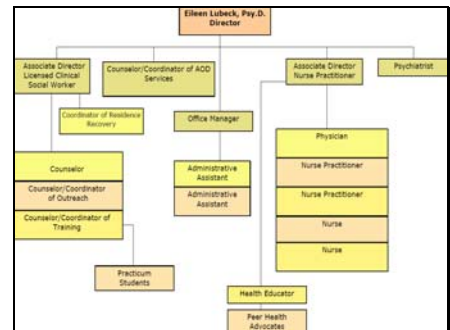 Eileen Lubeck, Psy.D.
Director
Associate Director
Licensed Clinical
Social Worker
Counselor/Coordinator of AOD
Services
Associate Director
Nurse Practitioner
Psychiatrist
Coordinator of Residence
Recovery
Office Manager
Physician
Nurse Practitioner
Nurse Practitioner
Nurse
Nurse
Counselor
Counselor/Coordinator
of Outreach
Counselor/Coordinator of
Training
Administrative
Assistant
Administrative
Assistant
Practicum
Students
Health Educator
Peer Health
Advocates